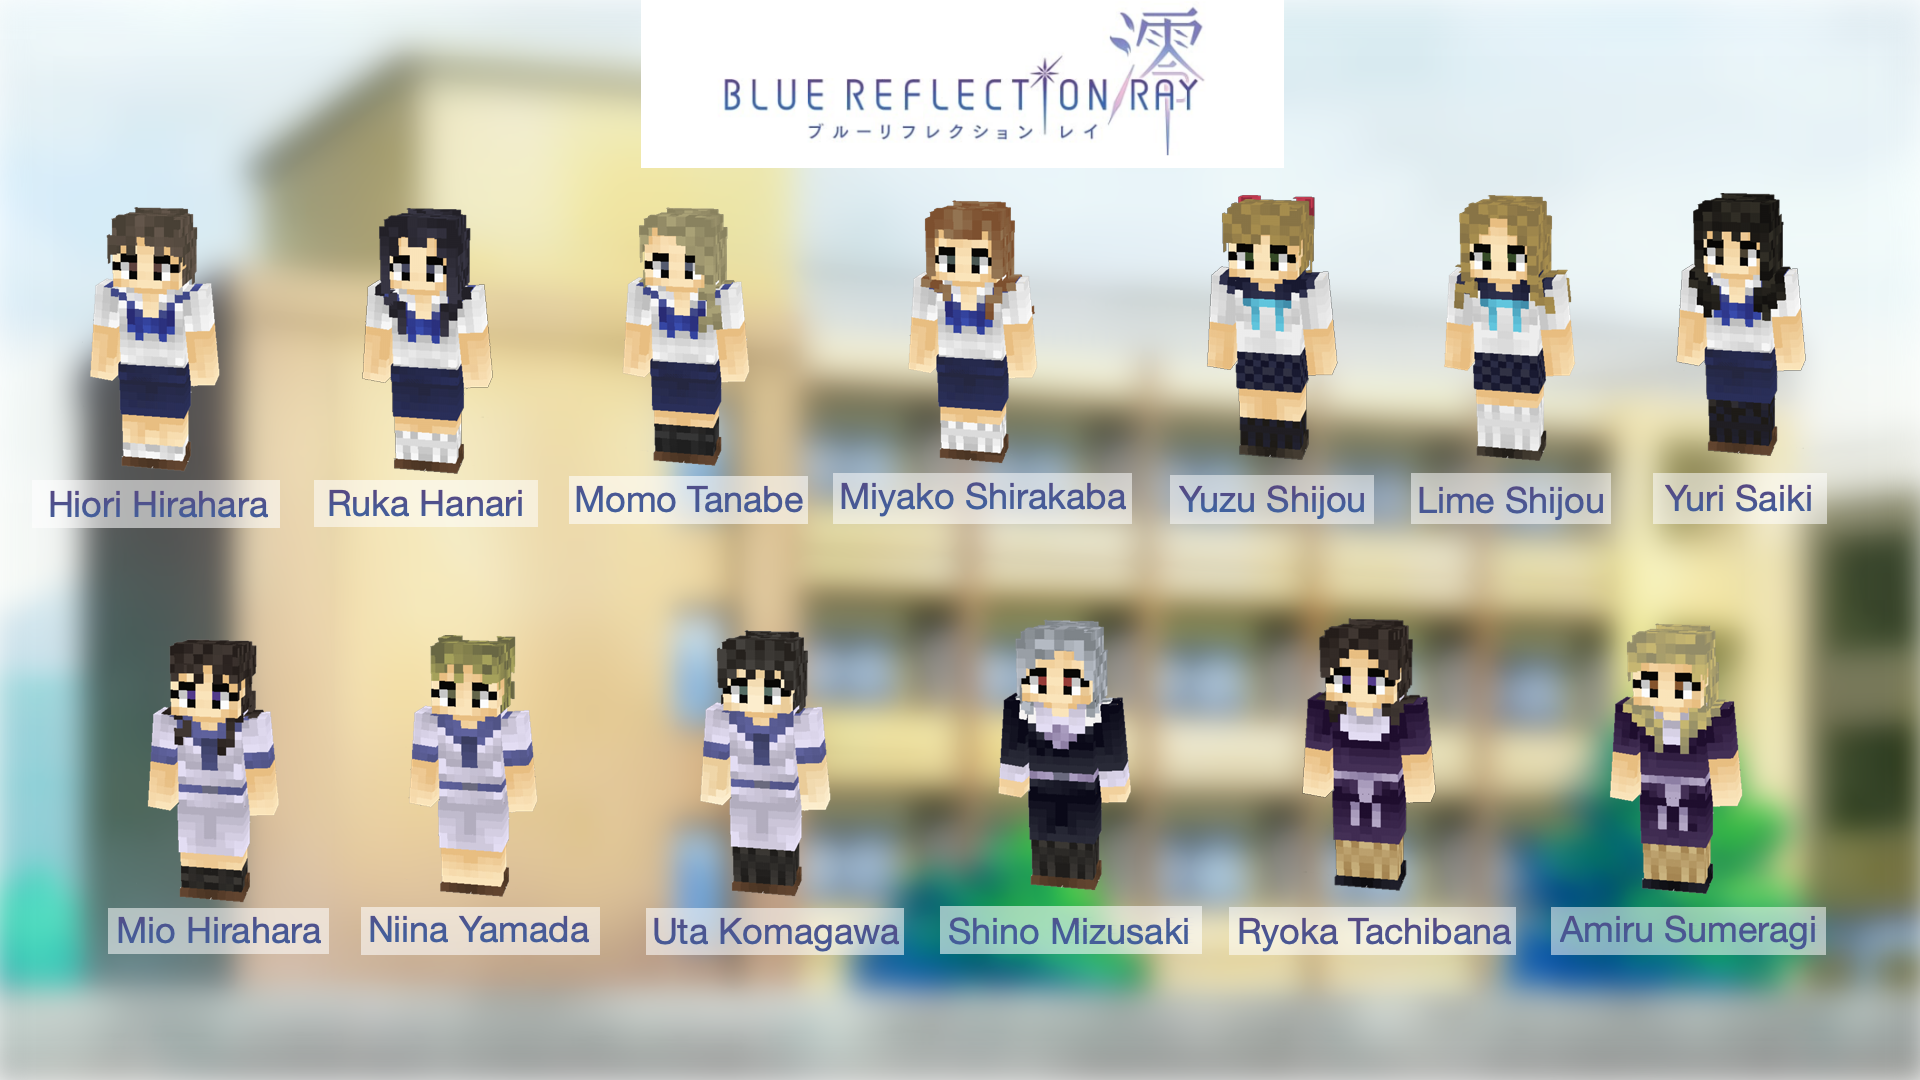 澪
BLUE REFLECTION RAY
ブルーリフレクション レイ
Hiori Hirahara
Ruka Hanari
Momo Tanabe
Miyako Shirakaba
Yuzu Shijou
Lime Shijou
Yuri Saiki
Mio Hirahara
Niina Yamada
Uta Komagawa
Shino Mizusaki
Ryoka Tachibana
Amiru Sumeragi